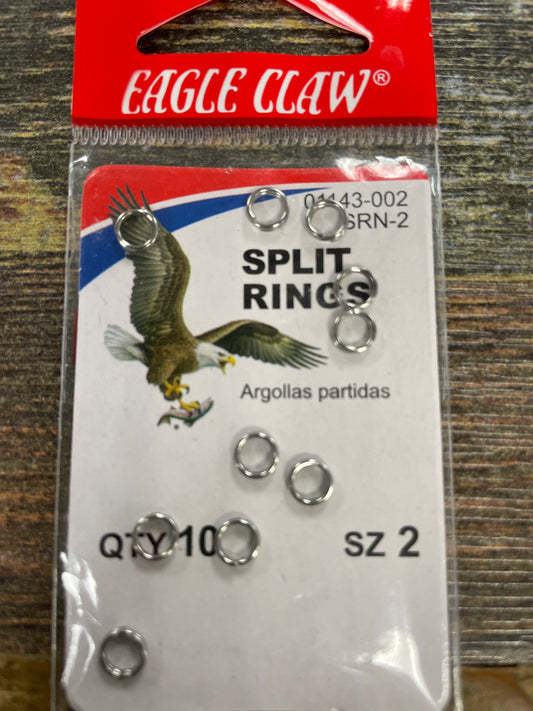 EAGLE CLAW®
01143-002
SRN-2
SPLIT
RINGS
Argollas partidas
QTY 10
SZ 2